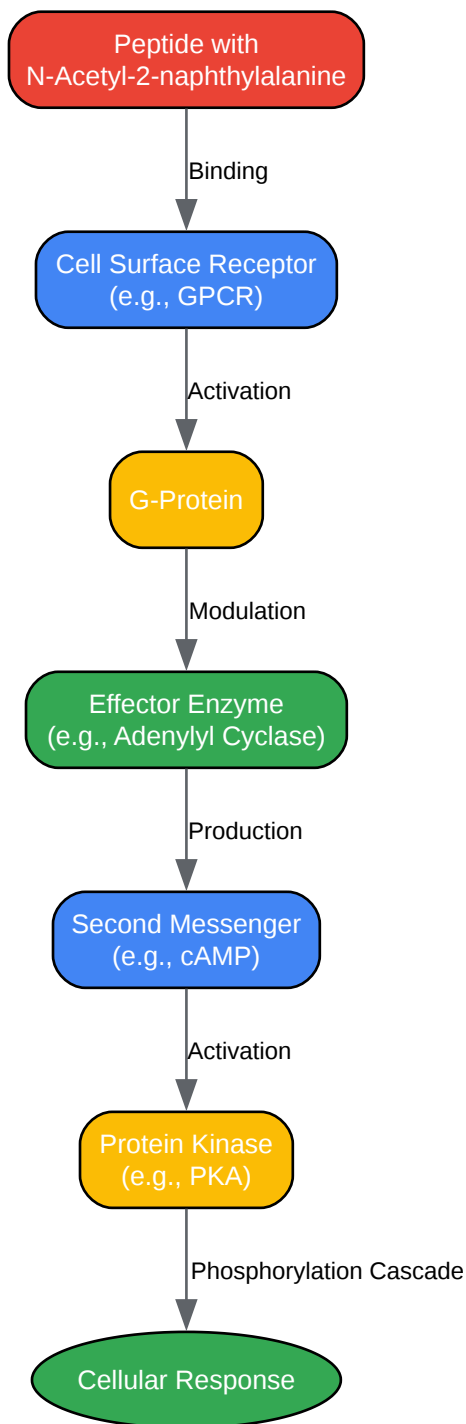 Peptide with
N-Acetyl-2-naphthylalanine
Binding
Cell Surface Receptor
(e.g., GPCR)
Activation
G-Protein
Modulation
Effector Enzyme
(e.g., Adenylyl Cyclase)
Production
Second Messenger
(e.g., cAMP)
Activation
Protein Kinase
(e.g., PKA)
Phosphorylation Cascade
Cellular Response